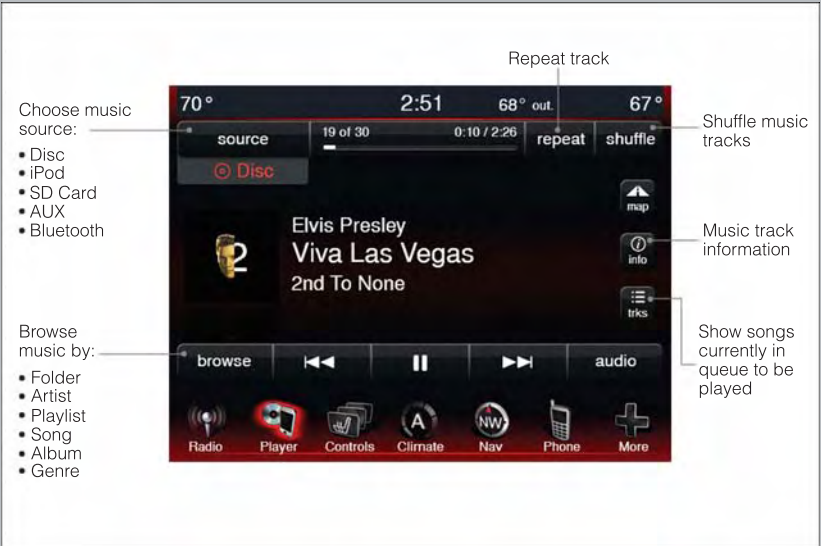 Repeat track
Choose music
source:
• Disc
• iPod
• SD Card
• AUX
• Bluetooth
Browse
music by:
• Folder
• Artist
• Playlist
• Song
• Album
• Genre
70°
2:51
68° out.
67°
source
19 of 30
0:10 / 2:26
repeat
shuffle
Disc
map
2
Elvis Presley
Viva Las Vegas
2nd To None
info
trks
browse
audio
Radio
Player
Controls
A
Climate
NW
Nav
Phone
More
Shuffle music
tracks
Music track
information
Show songs
currently in
queue to be
played